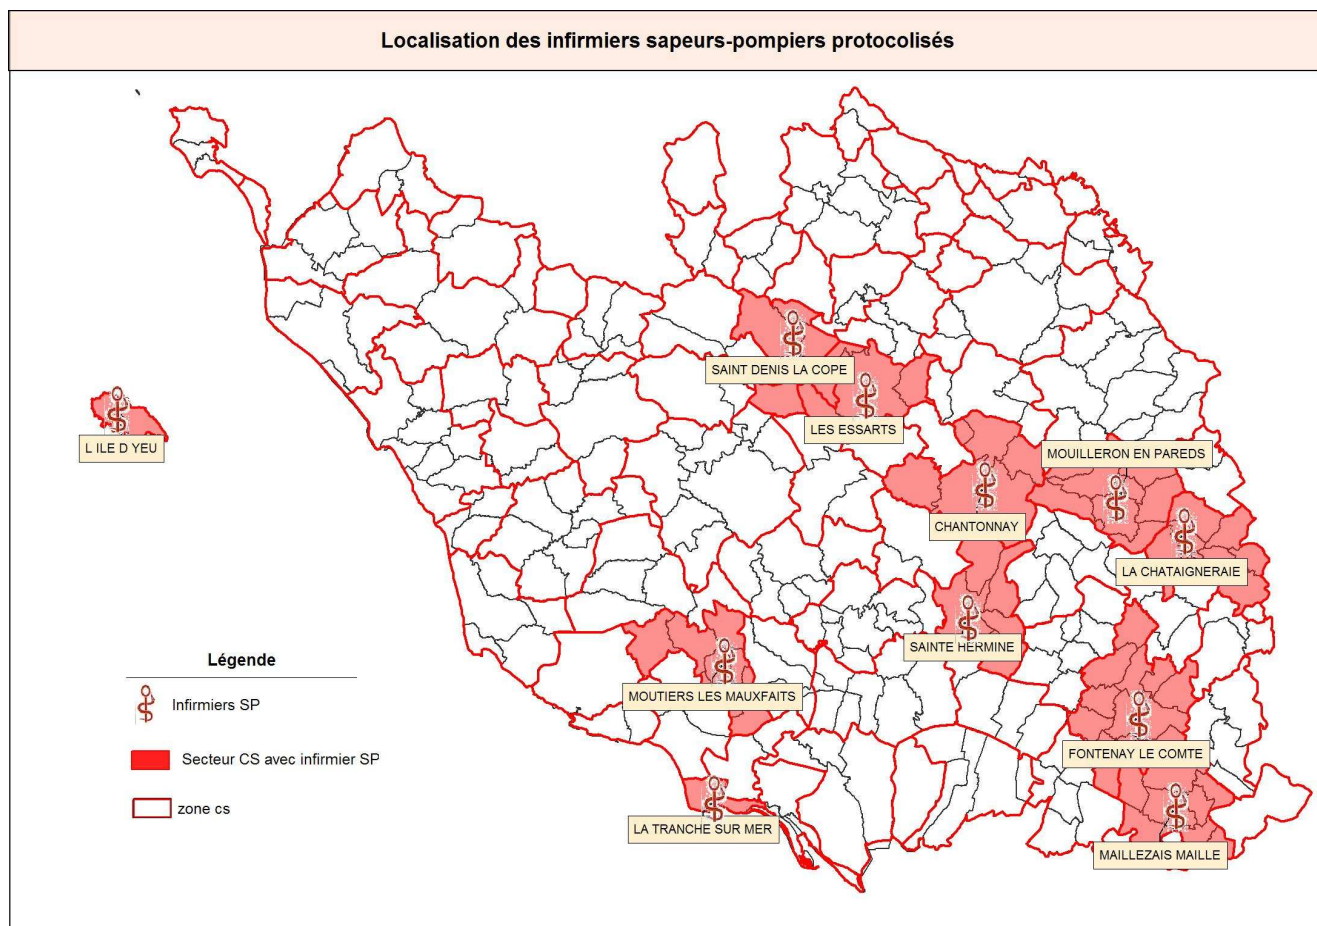 Localisation des infirmiers sapeurs-pompiers protocolisés
SAINT DENIS LA COPE
LES ESSARTS
L ILE D YEU
MOUILLERON EN PAREDS
CHANTONNAY
LA CHATAIGNERAIE
SAINTE HERMINE
MOUTIERS LES MAUXFAITS
FONTENAY LE COMTE
LA TRANCHE SUR MER
MAILLEZAIS MAILLE
Légende
Infirmiers SP
Secteur CS avec infirmier SP
zone cs